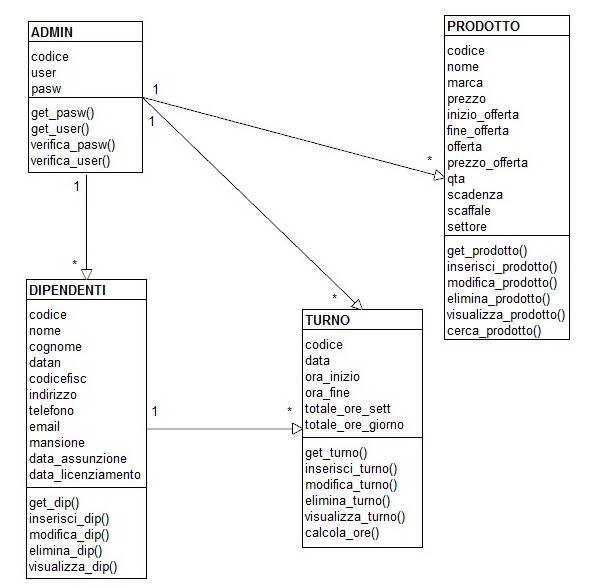 ADMIN
codice
user
pasw
get_pasw()
get_user()
verifica_pasw()
verifica_user()
PRODOTTO
codice
nome
marca
prezzo
inizio_offerta
fine_offerta
offerta
prezzo_offerta
qta
scadenza
scaffale
settore
get_prodotto()
inserisci_prodotto()
modifica_prodotto()
elimina_prodotto()
visualizza_prodotto()
cerca_prodotto()
1
*
1
*
1
*
DIPENDENTI
codice
nome
cognome
datan
codicefisc
indirizzo
telefono
email
mansione
data_assunzione
data_licenziamento
get_dip()
inserisci_dip()
modifica_dip()
elimina_dip()
visualizza_dip()
1
*
TURNO
codice
data
ora_inizio
ora_fine
totale_ore_sett
totale_ore_giorno
get_turno()
inserisci_turno()
modifica_turno()
elimina_turno()
visualizza_turno()
calcola_ore()